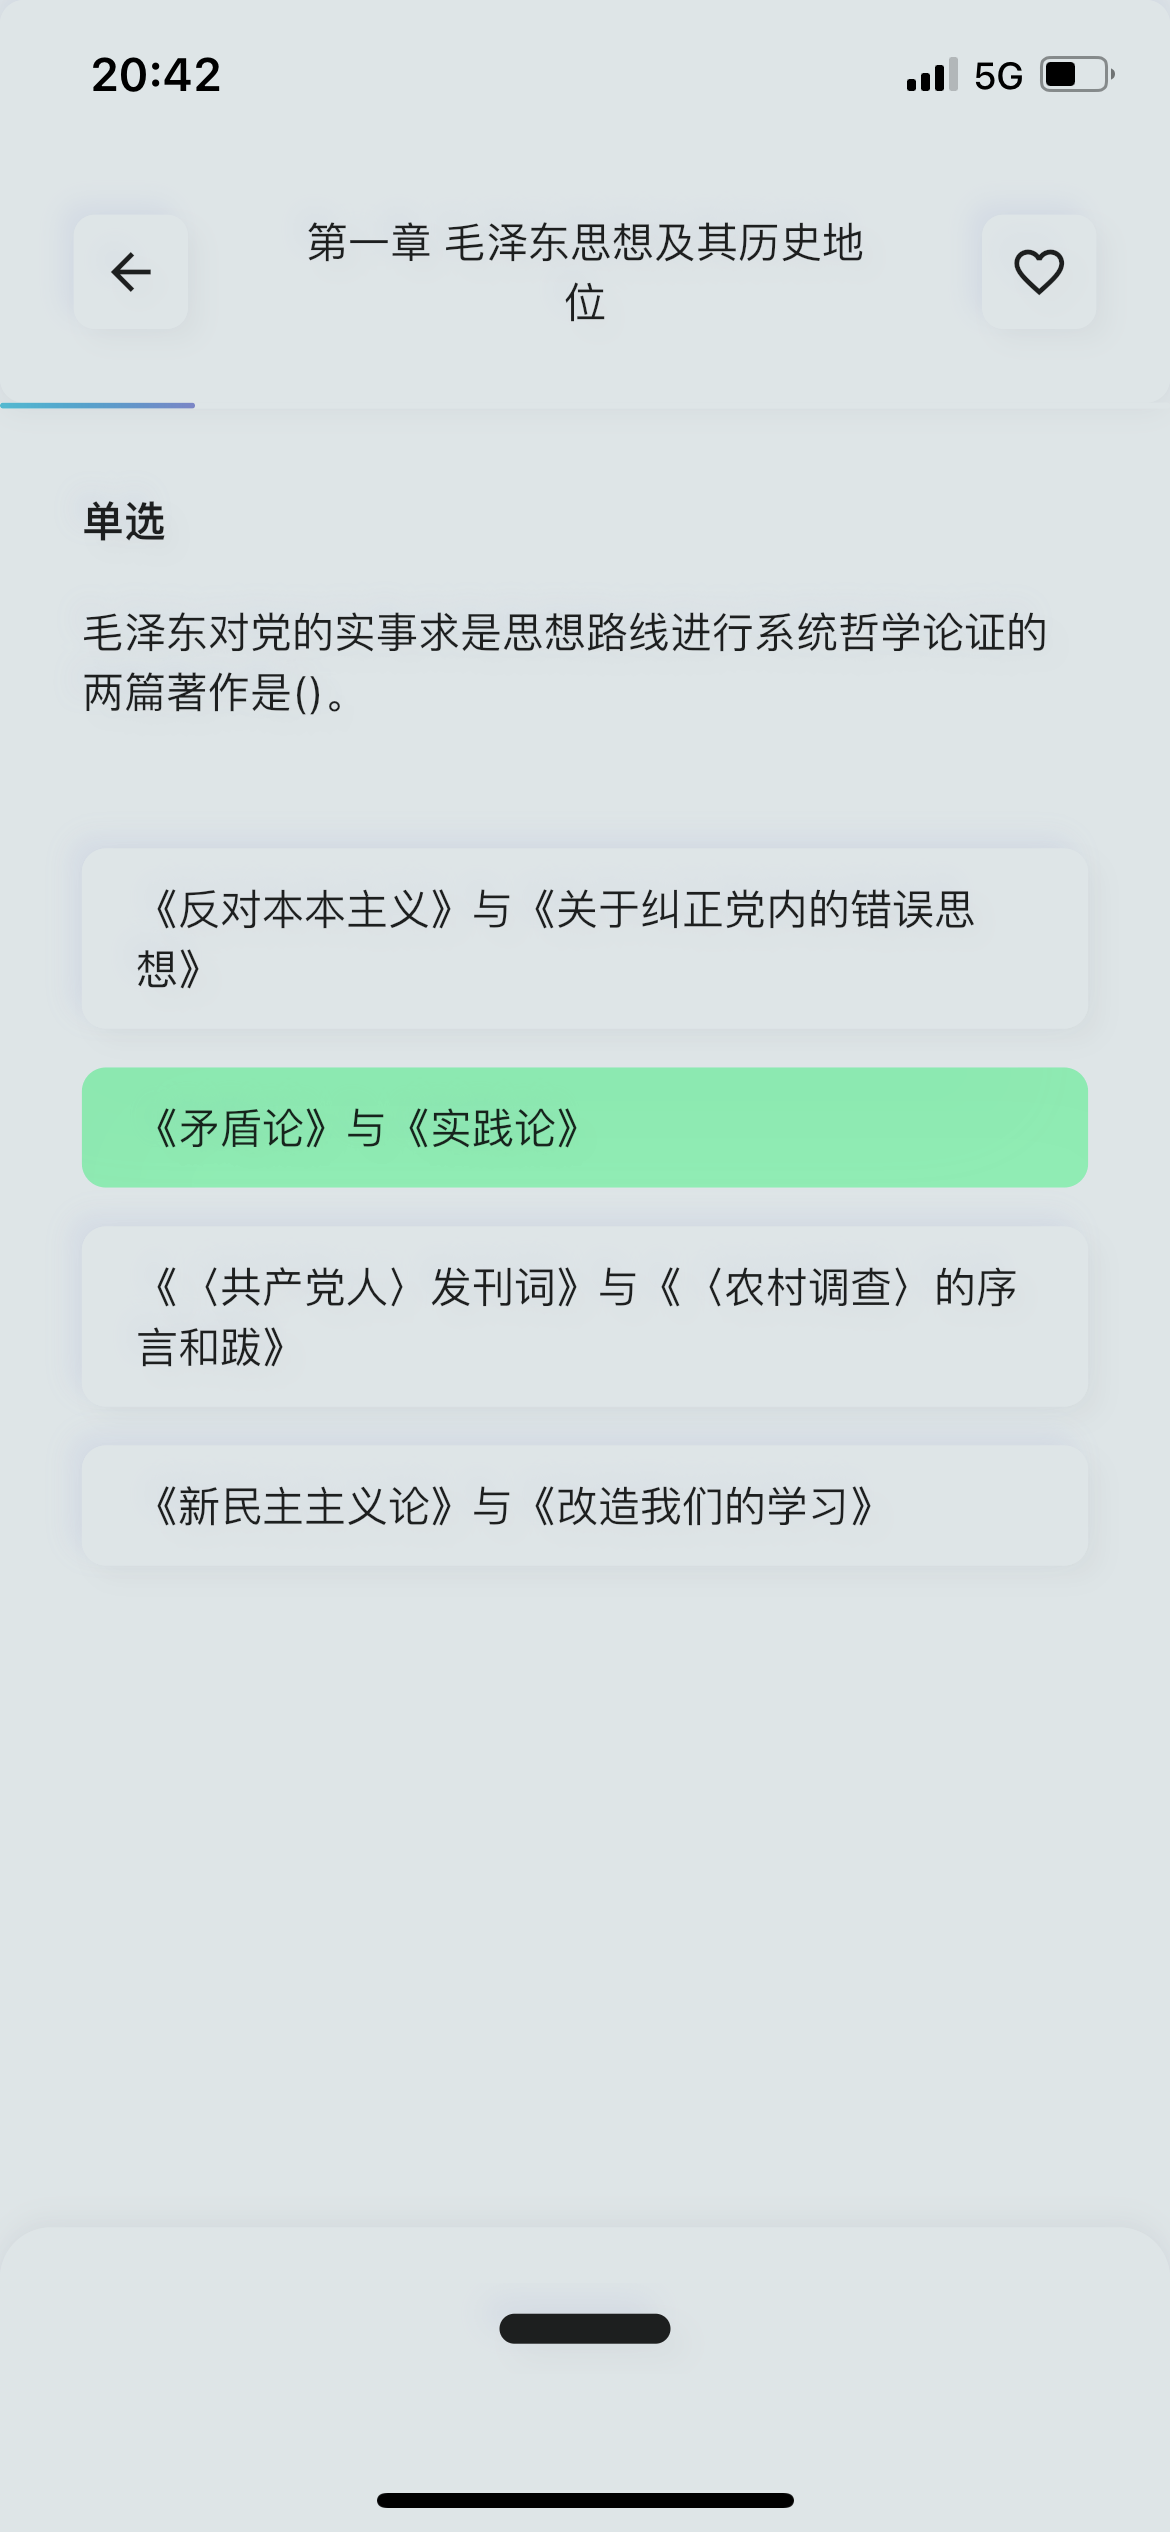 20:42
5G
第一章 毛泽东思想及其历史地
位
单选
毛泽东对党的实事求是思想路线进行系统哲学论证的
两篇著作是()。
《反对本本主义》与《关于纠正党内的错误思
想》
《矛盾论》与《实践论》
《〈共产党人〉发刊词》与《〈农村调查〉的序
言和跋》
《新民主主义论》与《改造我们的学习》